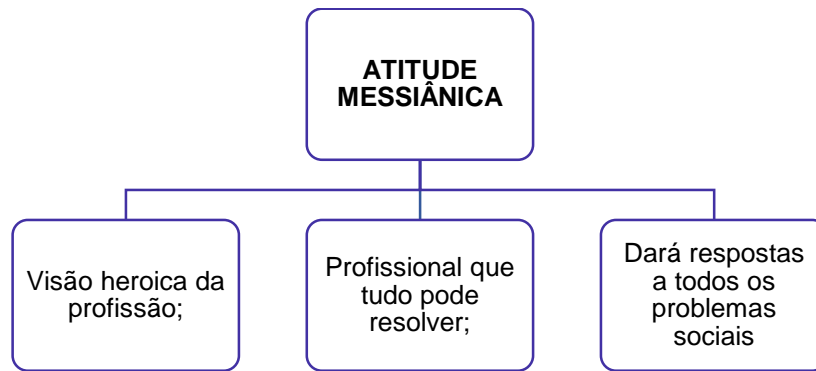 ATITUDE
MESSIÂNICA
Visão heroica da
profissão;
Profissional que
tudo pode
resolver;
Dará respostas
a todos os
problemas
sociais